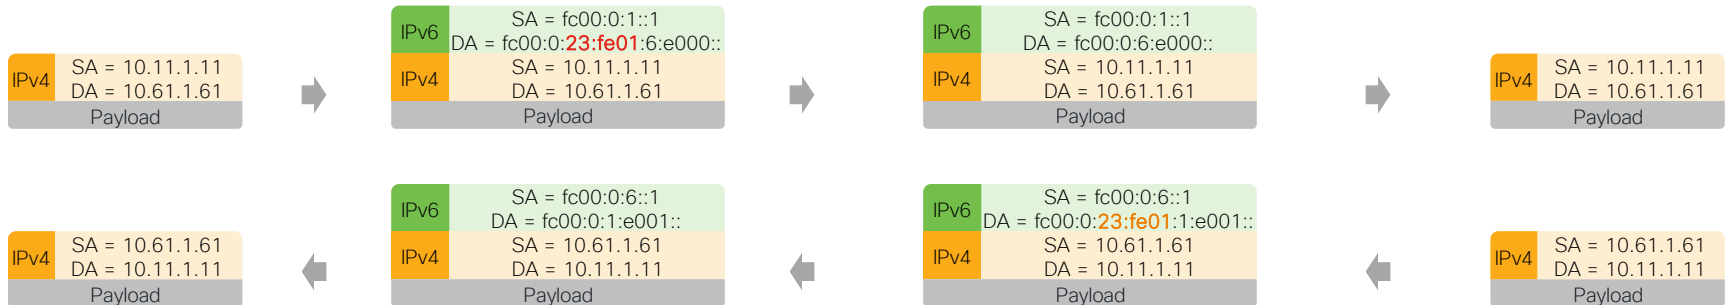 IPv4
SA = 10.11.1.11
DA = 10.61.1.61
Payload
IPv6
SA = fc00:0:1::1
DA = fc00:0:23:fe01:6:e000::
IPv4
SA = 10.11.1.11
DA = 10.61.1.61
Payload
IPv6
SA = fc00:0:1::1
DA = fc00:0:6:e000::
IPv4
SA = 10.11.1.11
DA = 10.61.1.61
Payload
IPv4
SA = 10.11.1.11
DA = 10.61.1.61
Payload
IPv4
SA = 10.61.1.61
DA = 10.11.1.11
Payload
IPv6
SA = fc00:0:6::1
DA = fc00:0:1:e001::
IPv4
SA = 10.61.1.61
DA = 10.11.1.11
Payload
IPv6
SA = fc00:0:6::1
DA = fc00:0:23:fe01:1:e001::
IPv4
SA = 10.61.1.61
DA = 10.11.1.11
Payload
IPv4
SA = 10.61.1.61
DA = 10.11.1.11
Payload